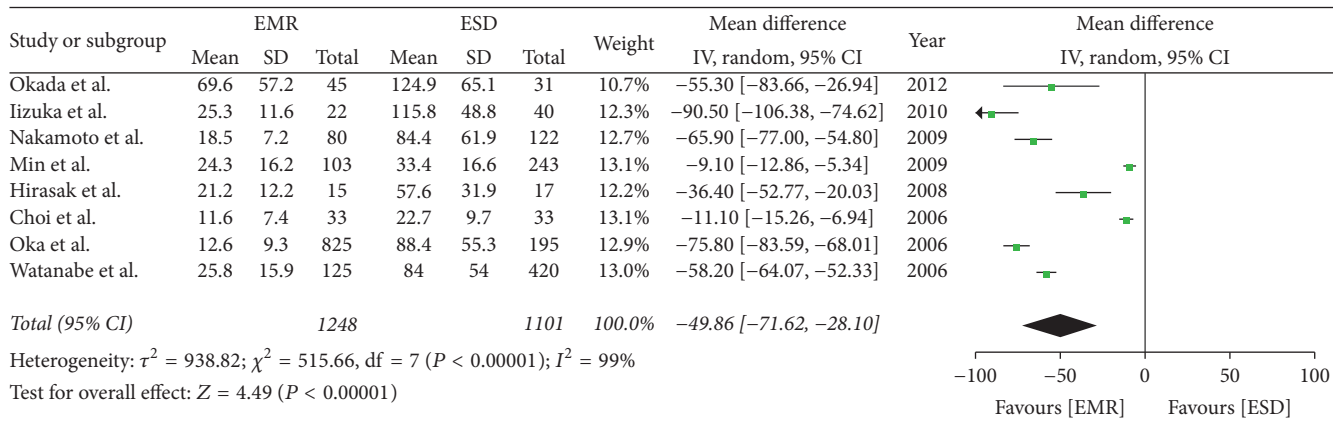 Study or subgroup EMR ESD Weight Mean difference Year Mean difference
Mean SD Total Mean SD Total IV, random, 95% CI IV, random, 95% CI
Okada et al. 69.6 57.2 45 124.9 65.1 31 10.7% −55.30 [−83.66, −26.94] 2012
Iizuka et al. 25.3 11.6 22 115.8 48.8 40 12.3% −90.50 [−106.38, −74.62] 2010
Nakamoto et al. 18.5 7.2 80 84.4 61.9 122 12.7% −65.90 [−77.00, −54.80] 2009
Min et al. 24.3 16.2 103 33.4 16.6 243 13.1% −9.10 [−12.86, −5.34] 2009
Hirasak et al. 21.2 12.2 15 57.6 31.9 17 12.2% −36.40 [−52.77, −20.03] 2008
Choi et al. 11.6 7.4 33 22.7 9.7 33 13.1% −11.10 [−15.26, −6.94] 2006
Oka et al. 12.6 9.3 825 88.4 55.3 195 12.9% −75.80 [−83.59, −68.01] 2006
Watanabe et al. 25.8 15.9 125 84 54 420 13.0% −58.20 [−64.07, −52.33] 2006
Total (95% CI) 1248 1101 100.0% −49.86 [−71.62, −28.10]
Heterogeneity: τ² = 938.82; χ² = 515.66, df = 7 (P < 0.00001); I² = 99%
Test for overall effect: Z = 4.49 (P < 0.00001)
−100 −50 0 50 100
Favours [EMR] Favours [ESD]